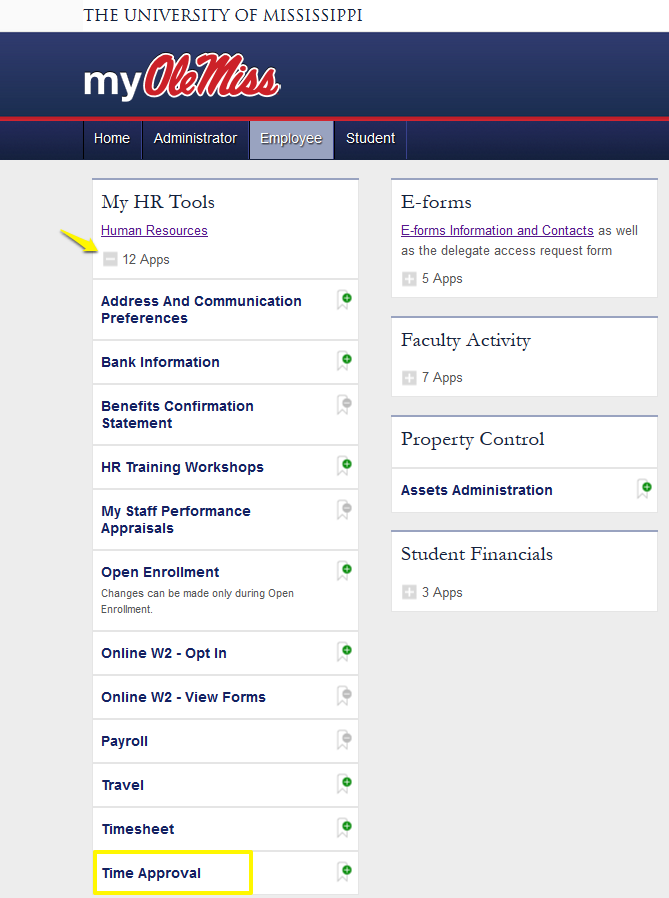 THE UNIVERSITY OF MISSISSIPPI
my Ole Miss
Home Administrator Employee Student
My HR Tools
Human Resources
12 Apps
Address And Communication
Preferences
Bank Information
Benefits Confirmation
Statement
HR Training Workshops
My Staff Performance
Appraisals
Open Enrollment
Changes can be made only during Open
Enrollment.
Online W2 - Opt In
Online W2 - View Forms
Payroll
Travel
Timesheet
Time Approval
E-forms
E-forms Information and Contacts as well
as the delegate access request form
5 Apps
Faculty Activity
7 Apps
Property Control
Assets Administration
Student Financials
3 Apps